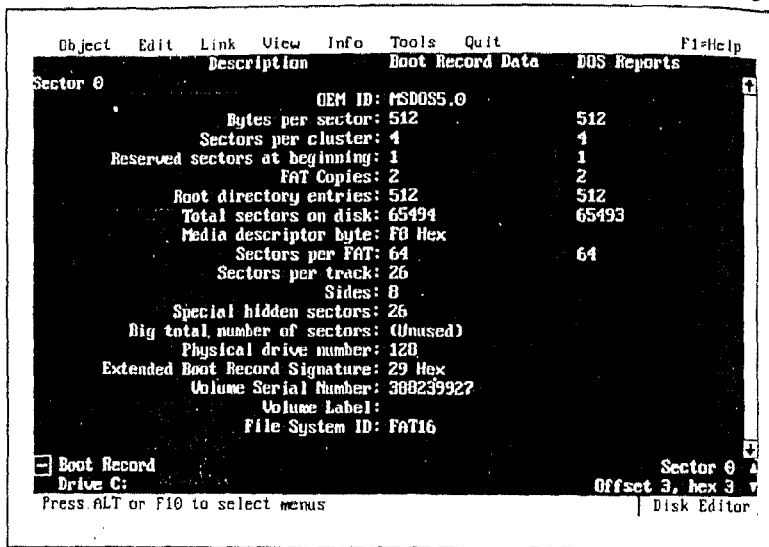 Object Edit Link View Info Tools Quit F1=Help
Description Boot Record Data DOS Reports
Sector 0
OEM ID: MSDOS5.0
Bytes per sector: 512 512
Sectors per cluster: 4 4
Reserved sectors at beginning: 1 1
FAT Copies: 2 2
Root directory entries: 512 512
Total sectors on disk: 65494 65493
Media descriptor byte: F8 Hex
Sectors per FAT: 64 64
Sectors per track: 26
Sides: 8
Special hidden sectors: 26
Big total number of sectors: (Unused)
Physical drive number: 128
Extended Boot Record Signature: 29 Hex
Volume Serial Number: 388239927
Volume Label:
File System ID: FAT16
Boot Record Sector 0
Drive C: Offset 3, hex 3
Press ALT or F10 to select menus Disk Editor